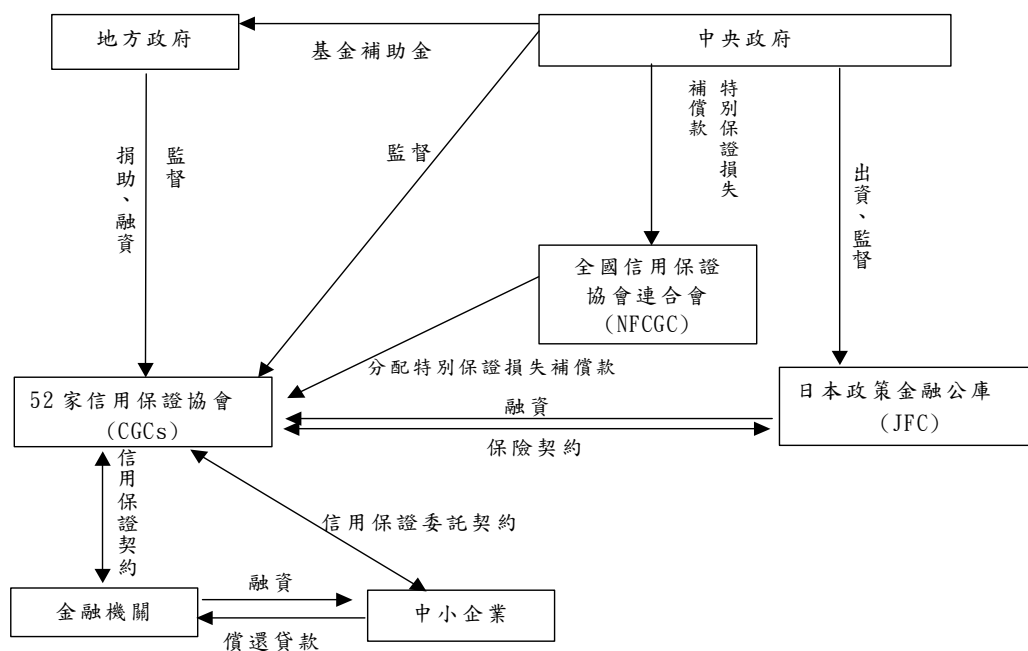 地方政府
中央政府
基金補助金
監督
捐助、融資
監督
特別保證損失
補償款
出資、監督
全國信用保證
協會連合會
(NFCGC)
分配特別保證損失補償款
52 家信用保證協會
(CGCs)
融資
保險契約
日本政策金融公庫
(JFC)
信用保證契約
信用保證委託契約
金融機關
融資
償還貸款
中小企業